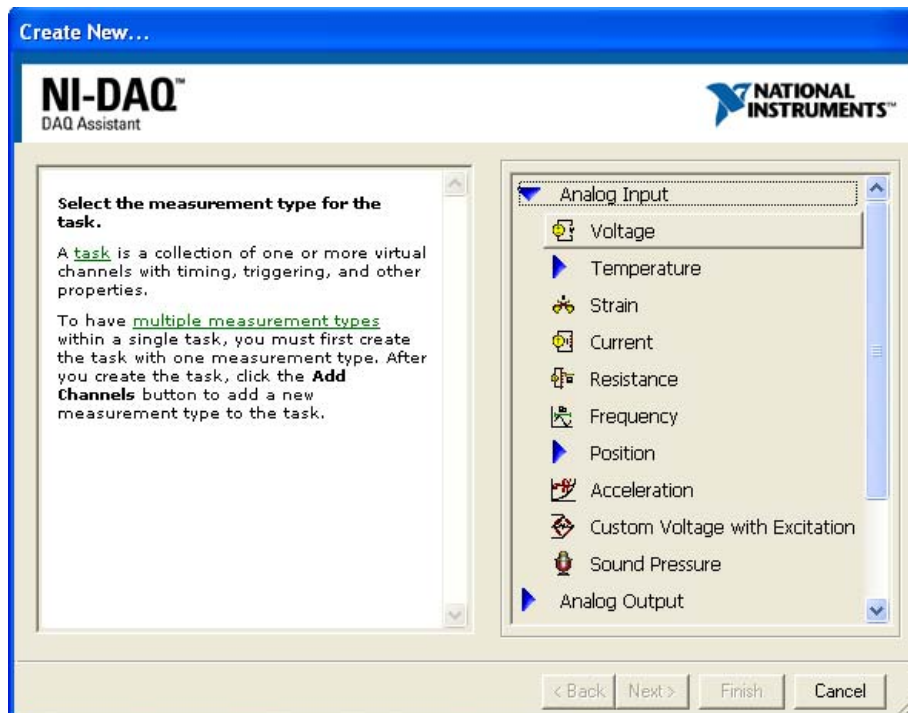 Create New...
NI-DAQ™
DAQ Assistant
NATIONAL
INSTRUMENTS™
Select the measurement type for the
task.
A task is a collection of one or more virtual
channels with timing, triggering, and other
properties.
To have multiple measurement types
within a single task, you must first create
the task with one measurement type. After
you create the task, click the Add
Channels button to add a new
measurement type to the task.
Analog Input
Voltage
Temperature
Strain
Current
Resistance
Frequency
Position
Acceleration
Custom Voltage with Excitation
Sound Pressure
Analog Output
< Back Next > Finish Cancel